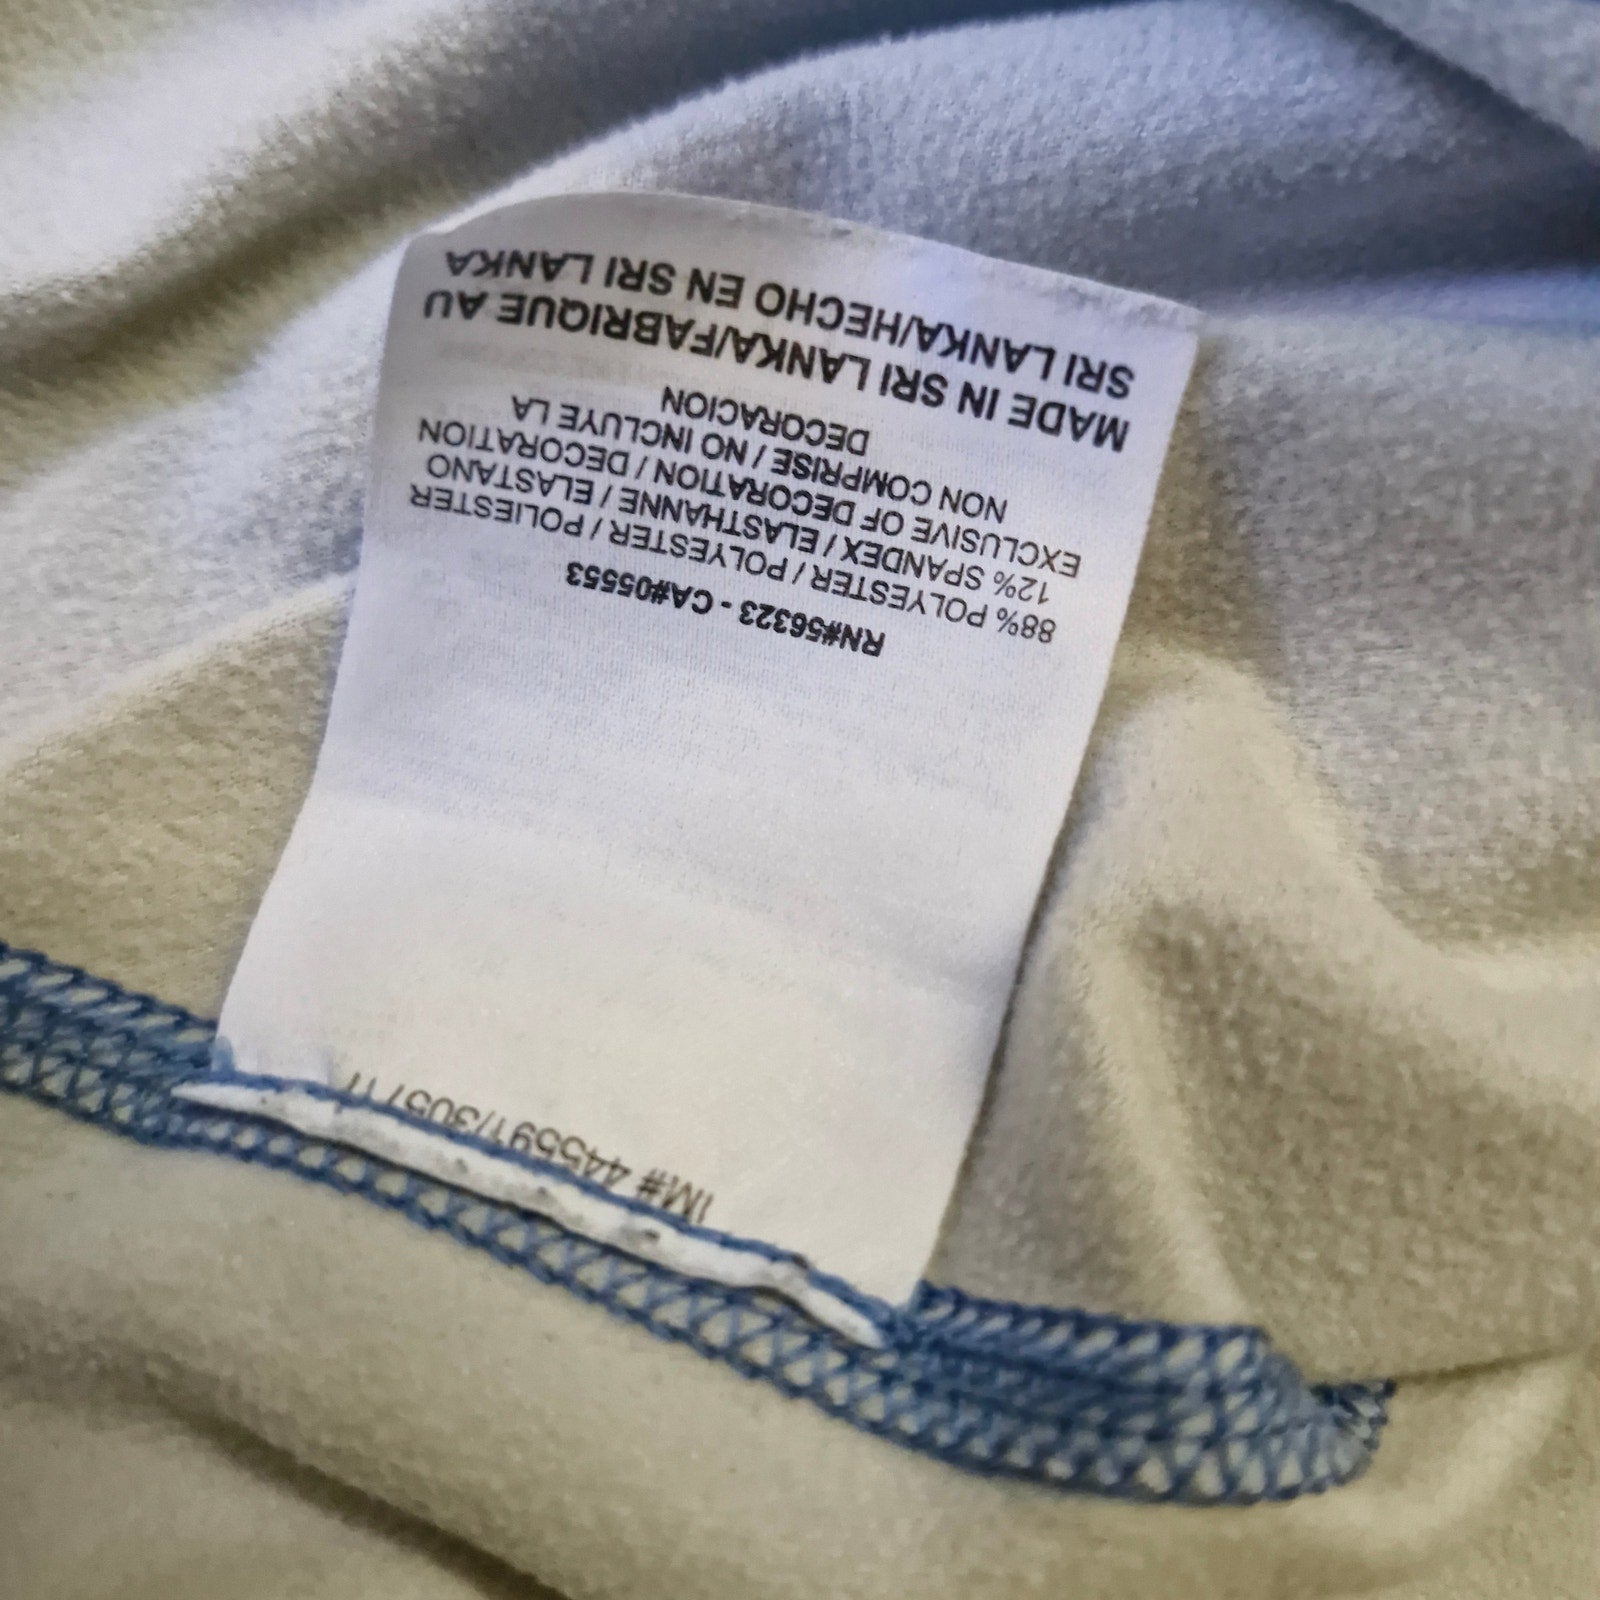 IM#
RN#56323 - CA#05553
88% POLYESTER / POLYESTER / POLIESTER
12% SPANDEX / ELASTHANNE / ELASTANO
EXCLUSIVE OF DECORATION / DECORATION
NON COMPRISE / NO INCLUYE LA
DECORACION
MADE IN SRI LANKA/FABRIQUE AU
SRI LANKA/HECHO EN SRI LANKA